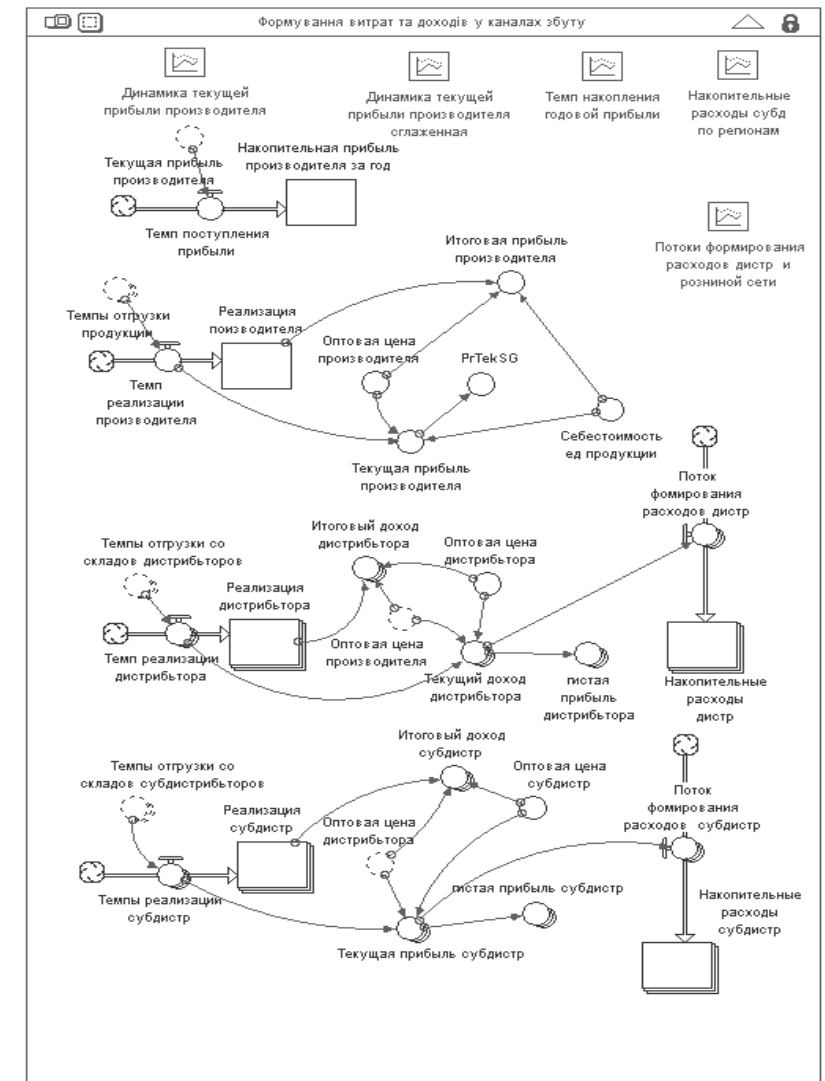 Формування витрат та доходів у каналах збуту
Динамика текущей
прибыли производителя
Динамика текущей
прибыли производителя
сглаженная
Темп накопления
годовой прибыли
Накопительные
расходы субд
по регионам
Текущая прибыль
производителя
Накопительная прибыль
производителя за год
Темп поступления
прибыли
Потоки формирования
расходов дистр и
розниной сети
Итоговая прибыль
производителя
Темпы отгрузки
продукции
Реализация
поизводителя
Оптовая цена
производителя
PrTekSG
Темп
реализации
производителя
Себестоимость
ед продукции
Текущая прибыль
производителя
Поток
фомирования
расходов дистр
Темпы отгрузки со
складов дистрибьторов
Итоговый доход
дистрибьтора
Оптовая цена
дистрибьтора
Реализация
дистрибьтора
Оптовая цена
производителя
Темп реализации
дистрибьтора
Текущий доход
дистрибьтора
пистая
прибыль
дистрибьтора
Накопительные
расходы
дистр
Итоговый доход
субдистр
Темпы отгрузки со
складов субдистрибьторов
Оптовая цена
субдистр
Поток
фомирования
расходов субдистр
Реализация
субдистр
Оптовая цена
дистрибьтора
Темпы реализации
субдистр
пистая прибыль субдистр
Текущая прибыль субдистр
Накопительные
расходы
субдистр